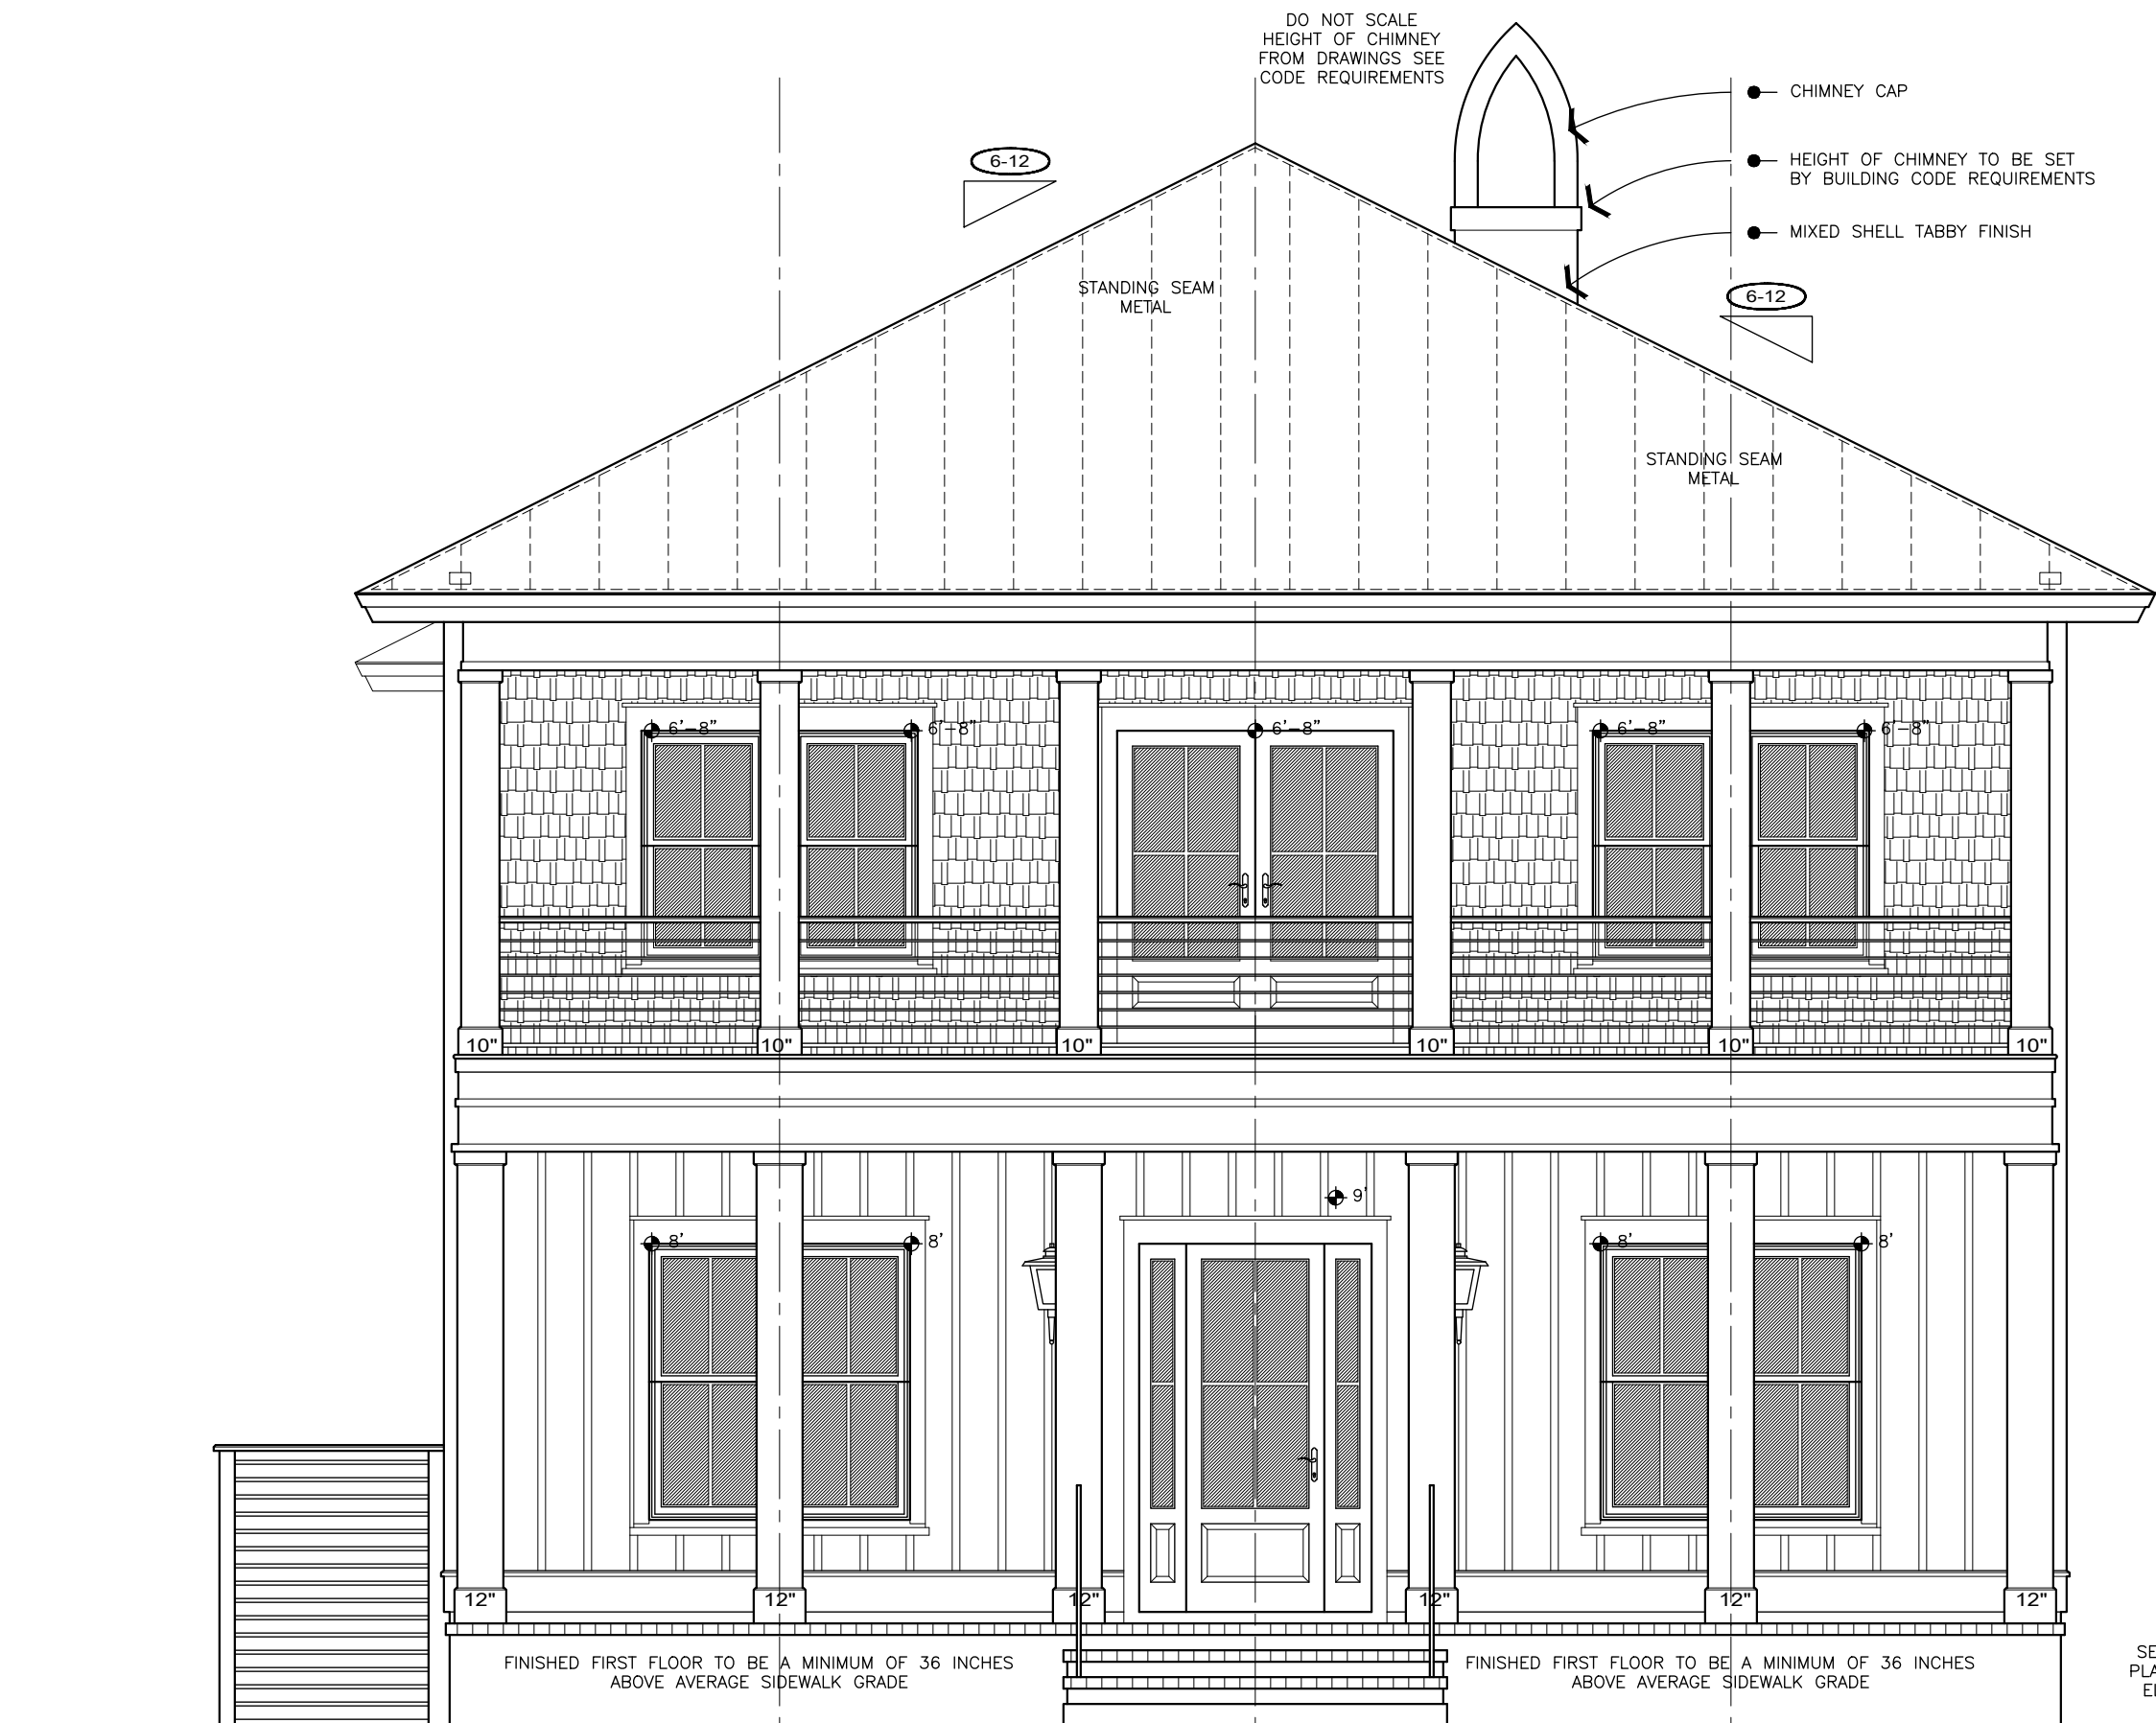 DO NOT SCALE
HEIGHT OF CHIMNEY
FROM DRAWINGS SEE
CODE REQUIREMENTS
CHIMNEY CAP
HEIGHT OF CHIMNEY TO BE SET
BY BUILDING CODE REQUIREMENTS
MIXED SHELL TABBY FINISH
6-12
6-12
STANDING SEAM
METAL
STANDING SEAM
METAL
6'-8"
6'-8"
6'-8"
6'-8"
6'-8"
10"
10"
10"
10"
10"
10"
9'
8'
8'
8'
8'
12"
12"
12"
12"
12"
12"
FINISHED FIRST FLOOR TO BE A MINIMUM OF 36 INCHES
ABOVE AVERAGE SIDEWALK GRADE
FINISHED FIRST FLOOR TO BE A MINIMUM OF 36 INCHES
ABOVE AVERAGE SIDEWALK GRADE